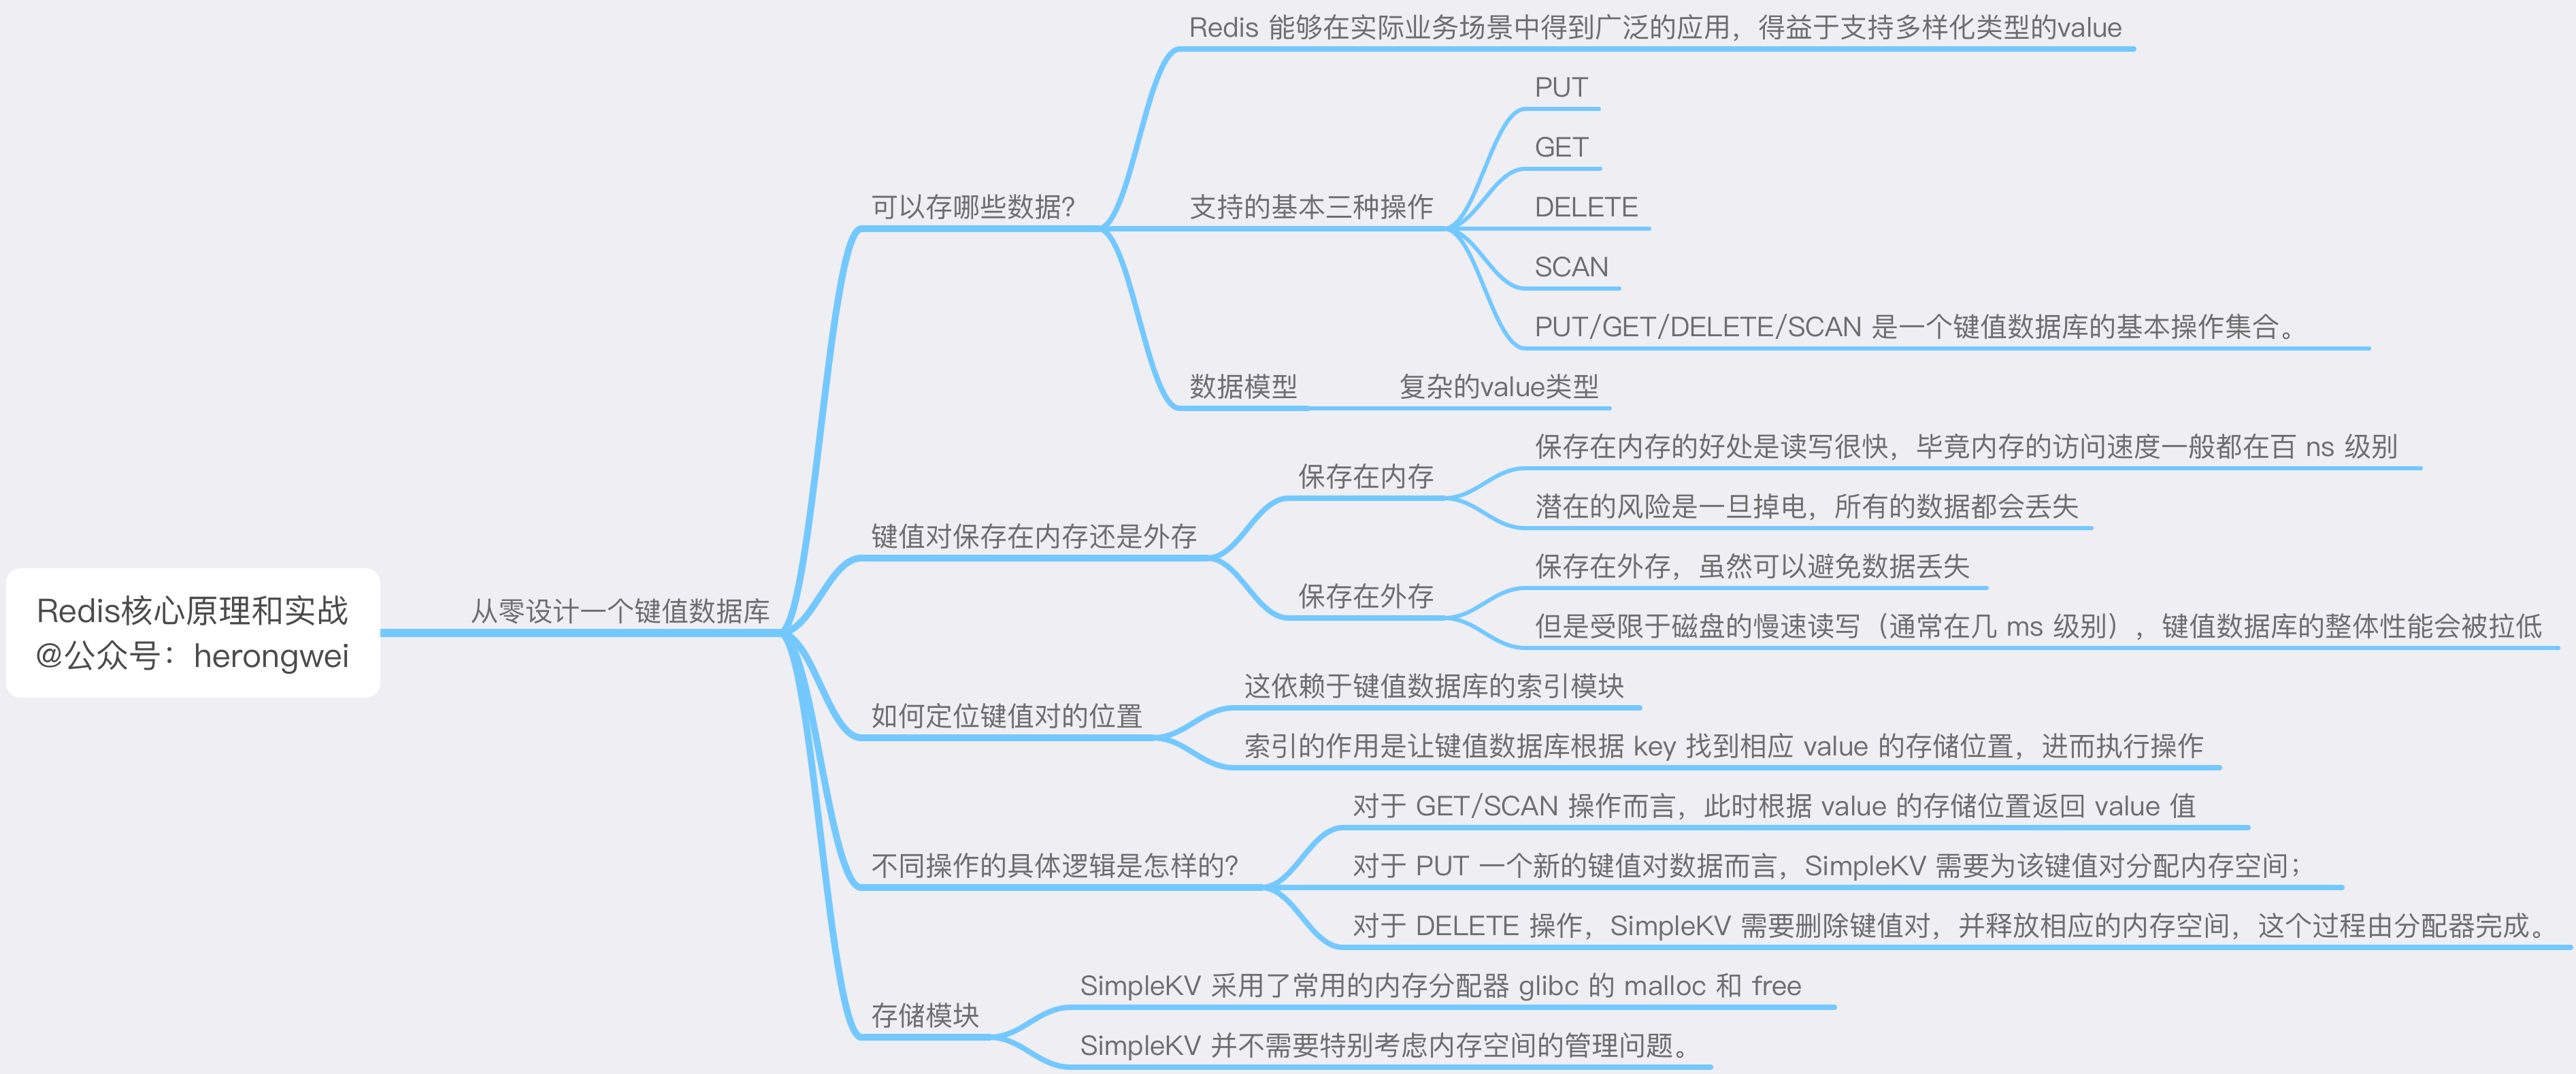 Redis核心原理和实战
@公众号：herongwei
从零设计一个键值数据库
可以存哪些数据？
Redis 能够在实际业务场景中得到广泛的应用，得益于支持多样化类型的value
支持的基本三种操作
PUT
GET
DELETE
SCAN
PUT/GET/DELETE/SCAN 是一个键值数据库的基本操作集合。
数据模型
复杂的value类型
键值对保存在内存还是外存
保存在内存
保存在内存的好处是读写很快，毕竟内存的访问速度一般都在百 ns 级别
潜在的风险是一旦掉电，所有的数据都会丢失
保存在外存
保存在外存，虽然可以避免数据丢失
但是受限于磁盘的慢速读写（通常在几 ms 级别），键值数据库的整体性能会被拉低
如何定位键值对的位置
这依赖于键值数据库的索引模块
索引的作用是让键值数据库根据 key 找到相应 value 的存储位置，进而执行操作
不同操作的具体逻辑是怎样的？
对于 GET/SCAN 操作而言，此时根据 value 的存储位置返回 value 值
对于 PUT 一个新的键值对数据而言，SimpleKV 需要为该键值对分配内存空间；
对于 DELETE 操作，SimpleKV 需要删除键值对，并释放相应的内存空间，这个过程由分配器完成。
存储模块
SimpleKV 采用了常用的内存分配器 glibc 的 malloc 和 free
SimpleKV 并不需要特别考虑内存空间的管理问题。